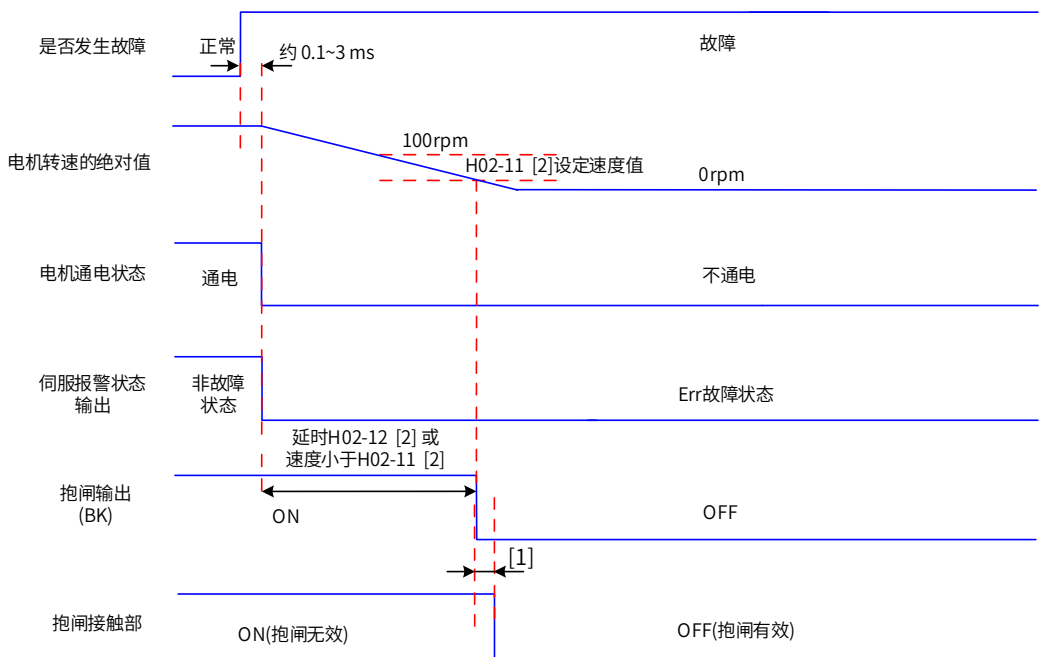 是否发生故障
正常
约 0.1~3 ms
故障
电机转速的绝对值
100rpm
H02-11 [2]设定速度值
0rpm
电机通电状态
通电
不通电
伺服报警状态
输出
非故障
状态
Err故障状态
延时H02-12 [2] 或
速度小于H02-11 [2]
抱闸输出
(BK)
ON
OFF
[1]
抱闸接触部
ON(抱闸无效)
OFF(抱闸有效)